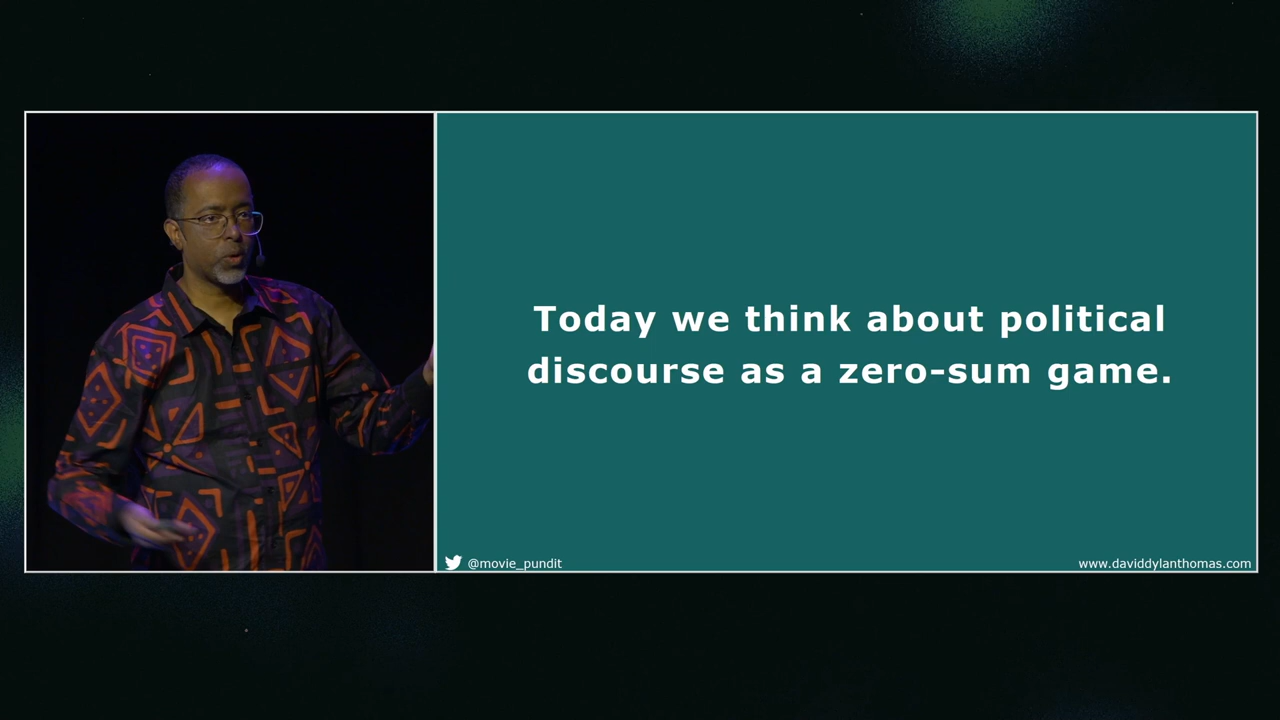 Today we think about political
discourse as a zero-sum game.
@movie_pundit
www.daviddylanthomas.com